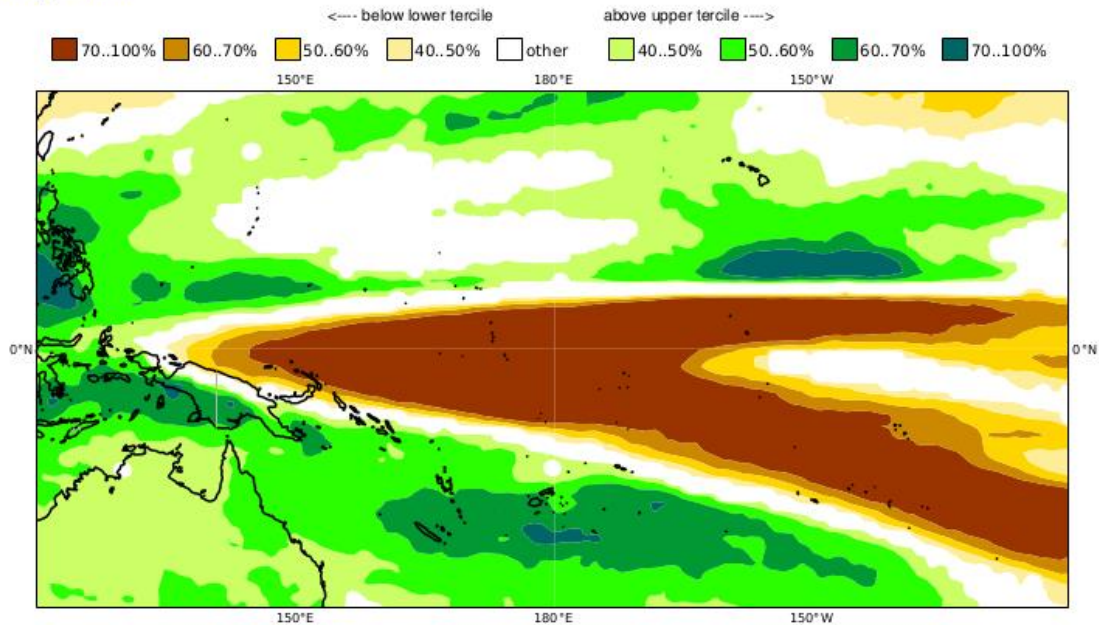 <---- below lower tercile above upper tercile ---->
70..100% 60..70% 50..60% 40..50% other 40..50% 50..60% 60..70% 70..100%
150°E 180°E 150°W
0°N 0°N
150°E 180°E 150°W